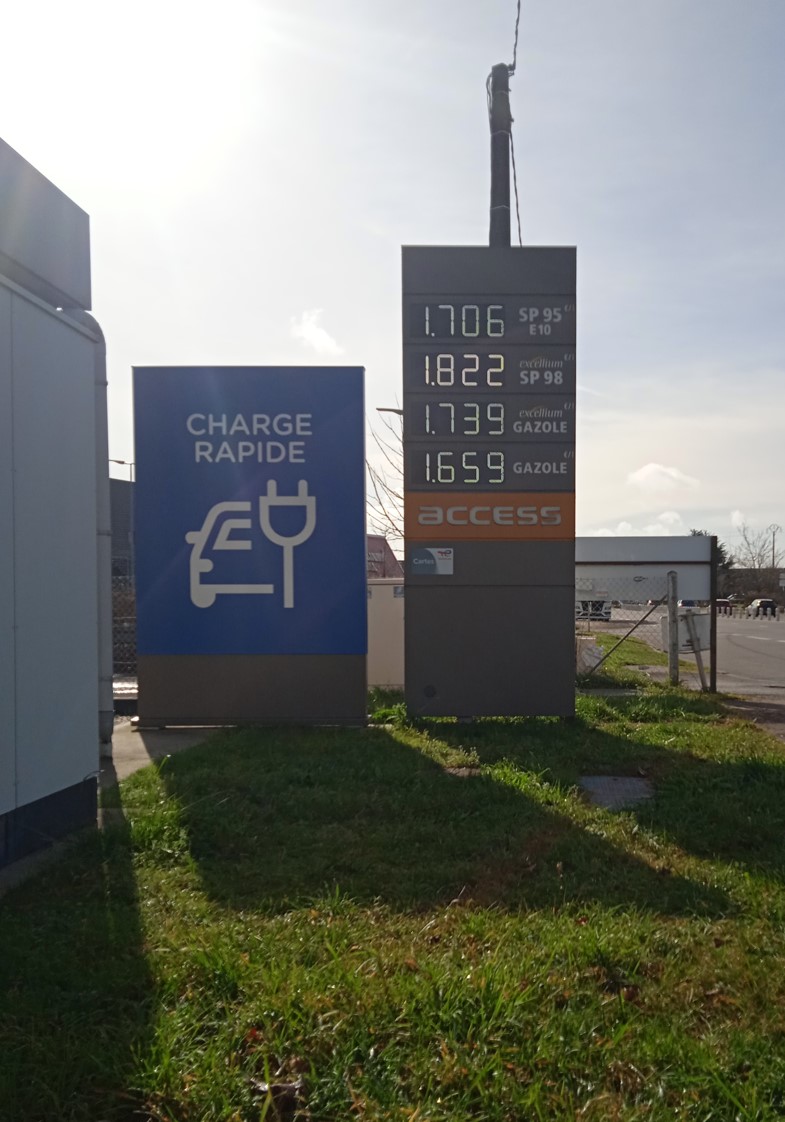 CHARGE
RAPIDE
1.706 SP 95 €/l
E10
1.822 excellium €/l
SP 98
1.739 excellium €/l
GAZOLE
1.659 GAZOLE €/l
access
Cartes